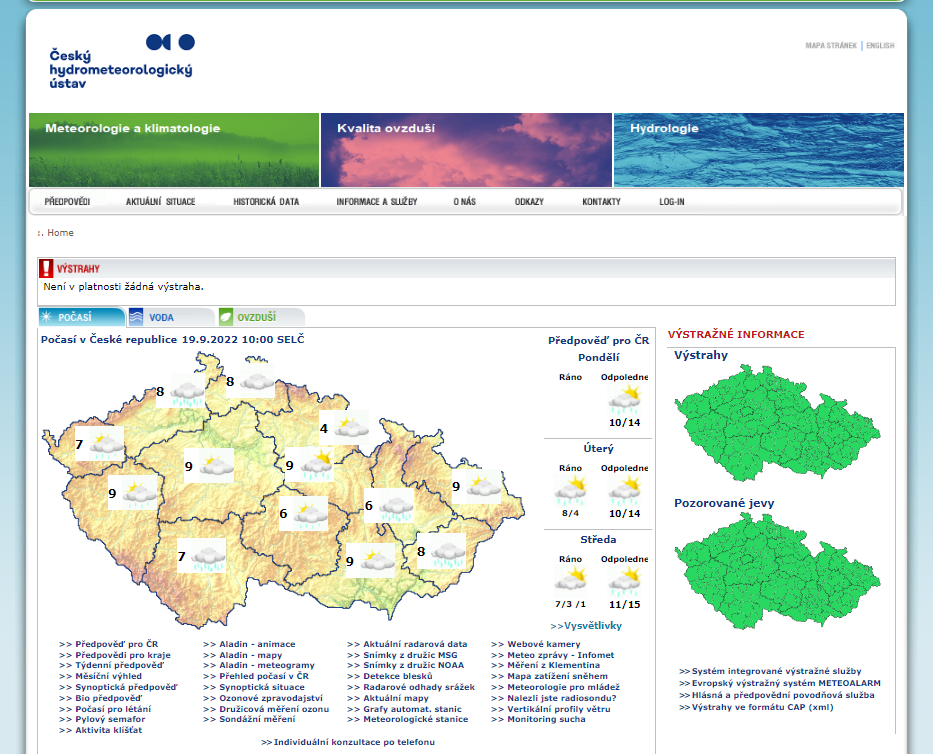 Český
hydrometeorologický
ústav
MAPA STRÁNEK | ENGLISH
Meteorologie a klimatologie
Kvalita ovzduší
Hydrologie
PŘEDPOVĚDI AKTUÁLNÍ SITUACE HISTORICKÁ DATA INFORMACE A SLUŽBY O NÁS ODKAZY KONTAKTY LOG-IN
:. Home
VÝSTRAHY
Není v platnosti žádná výstraha.
POČASÍ VODA OVZDUŠÍ
Počasí v České republice 19.9.2022 10:00 SELČ
8
8
4
7
9
9
9
9
6
6
7
9
8
Předpověď pro ČR
Pondělí
Ráno Odpoledne
10/14
Úterý
Ráno Odpoledne
8/4 10/14
Středa
Ráno Odpoledne
7/3 /1 11/15
>>Vysvětlivky
VÝSTRAŽNÉ INFORMACE
Výstrahy
Pozorované jevy
>> Předpověď pro ČR
>> Předpovědi pro kraje
>> Týdenní předpověď
>> Měsíční výhled
>> Synoptická předpověď
>> Bio předpověď
>> Počasí pro létání
>> Pylový semafor
>> Aktivita klíšťat
>> Aladin - animace
>> Aladin - mapy
>> Aladin - meteogramy
>> Přehled počasí v ČR
>> Synoptická situace
>> Ozonové zpravodajství
>> Družicová měření ozonu
>> Sondážní měření
>> Aktuální radarová data
>> Snímky z družic MSG
>> Snímky z družic NOAA
>> Detekce blesků
>> Radarové odhady srážek
>> Aktuální mapy
>> Grafy automat. stanic
>> Meteorologické stanice
>> Webové kamery
>> Meteo zprávy - Infomet
>> Měření z Klementina
>> Mapa zatížení sněhem
>> Meteorologie pro mládež
>> Nalezli jste radiosondu?
>> Vertikální profily větru
>> Monitoring sucha
>>Individuální konzultace po telefonu
>>Systém integrované výstražné služby
>>Evropský výstražný systém METEOALARM
>>Hlásná a předpovědní povodňová služba
>>Výstrahy ve formátu CAP (xml)